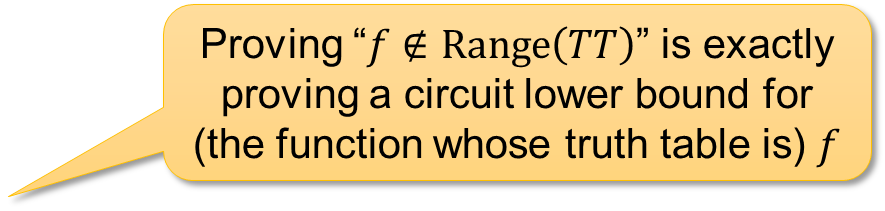 Proving “𝑓 ∉ Range(𝑇𝑇)” is exactly
proving a circuit lower bound for
(the function whose truth table is) 𝑓